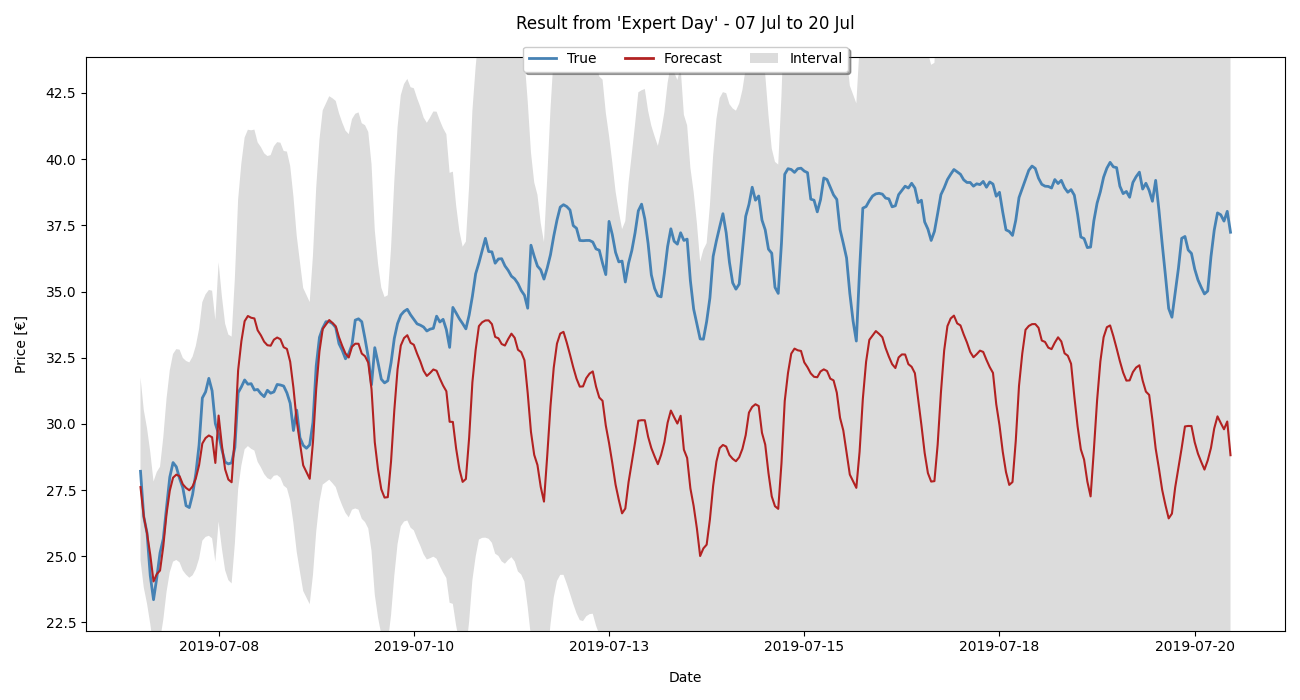 Result from 'Expert Day' - 07 Jul to 20 Jul
True Forecast Interval
42.5
40.0
37.5
35.0
32.5
30.0
27.5
25.0
22.5
Price [€]
2019-07-08 2019-07-10 2019-07-13 2019-07-15 2019-07-18 2019-07-20
Date